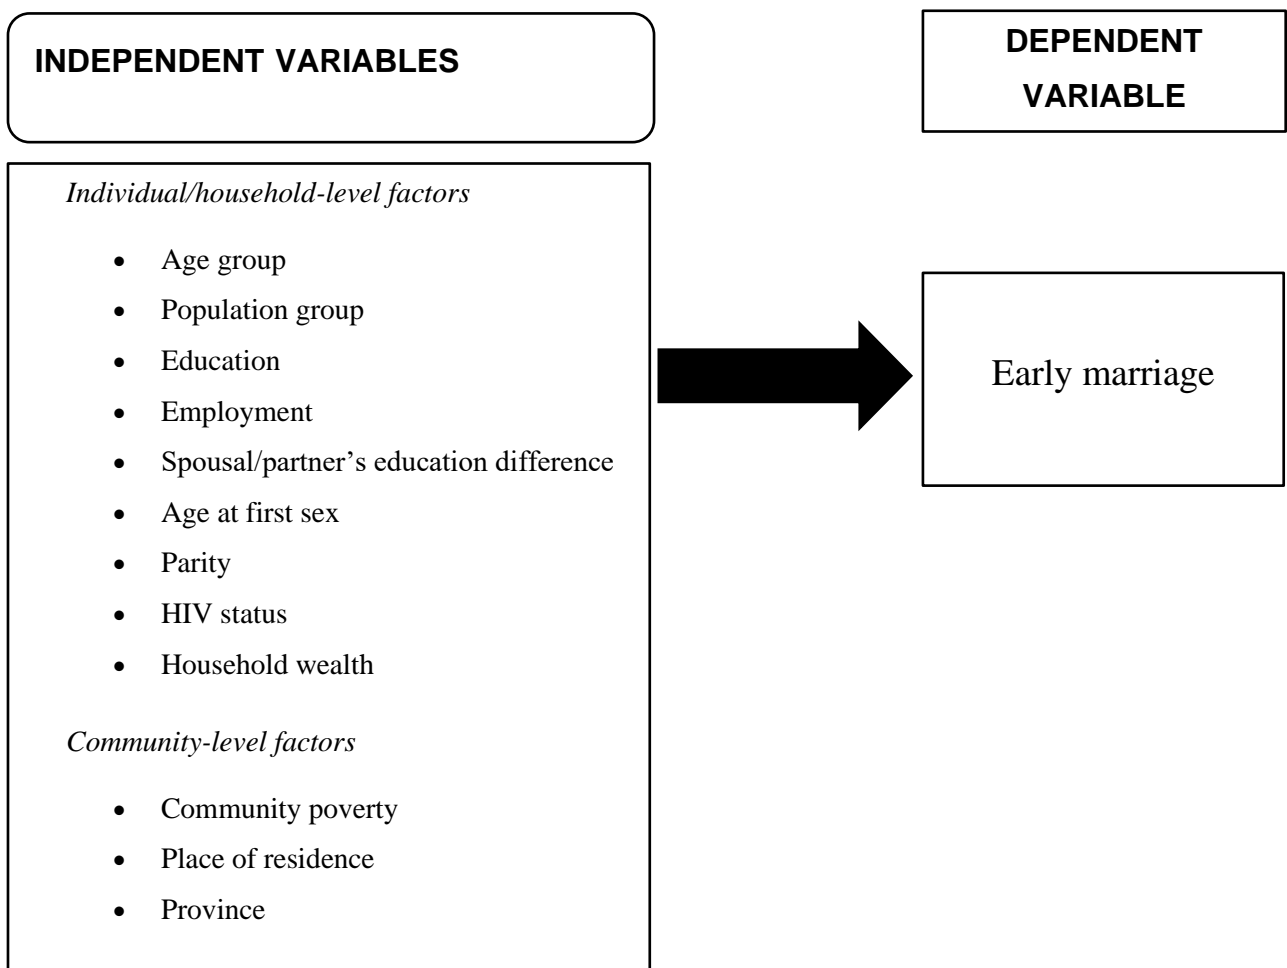 INDEPENDENT VARIABLES
DEPENDENT
VARIABLE
Individual/household-level factors
• Age group
• Population group
• Education
• Employment
• Spousal/partner’s education difference
• Age at first sex
• Parity
• HIV status
• Household wealth
Community-level factors
• Community poverty
• Place of residence
• Province
Early marriage